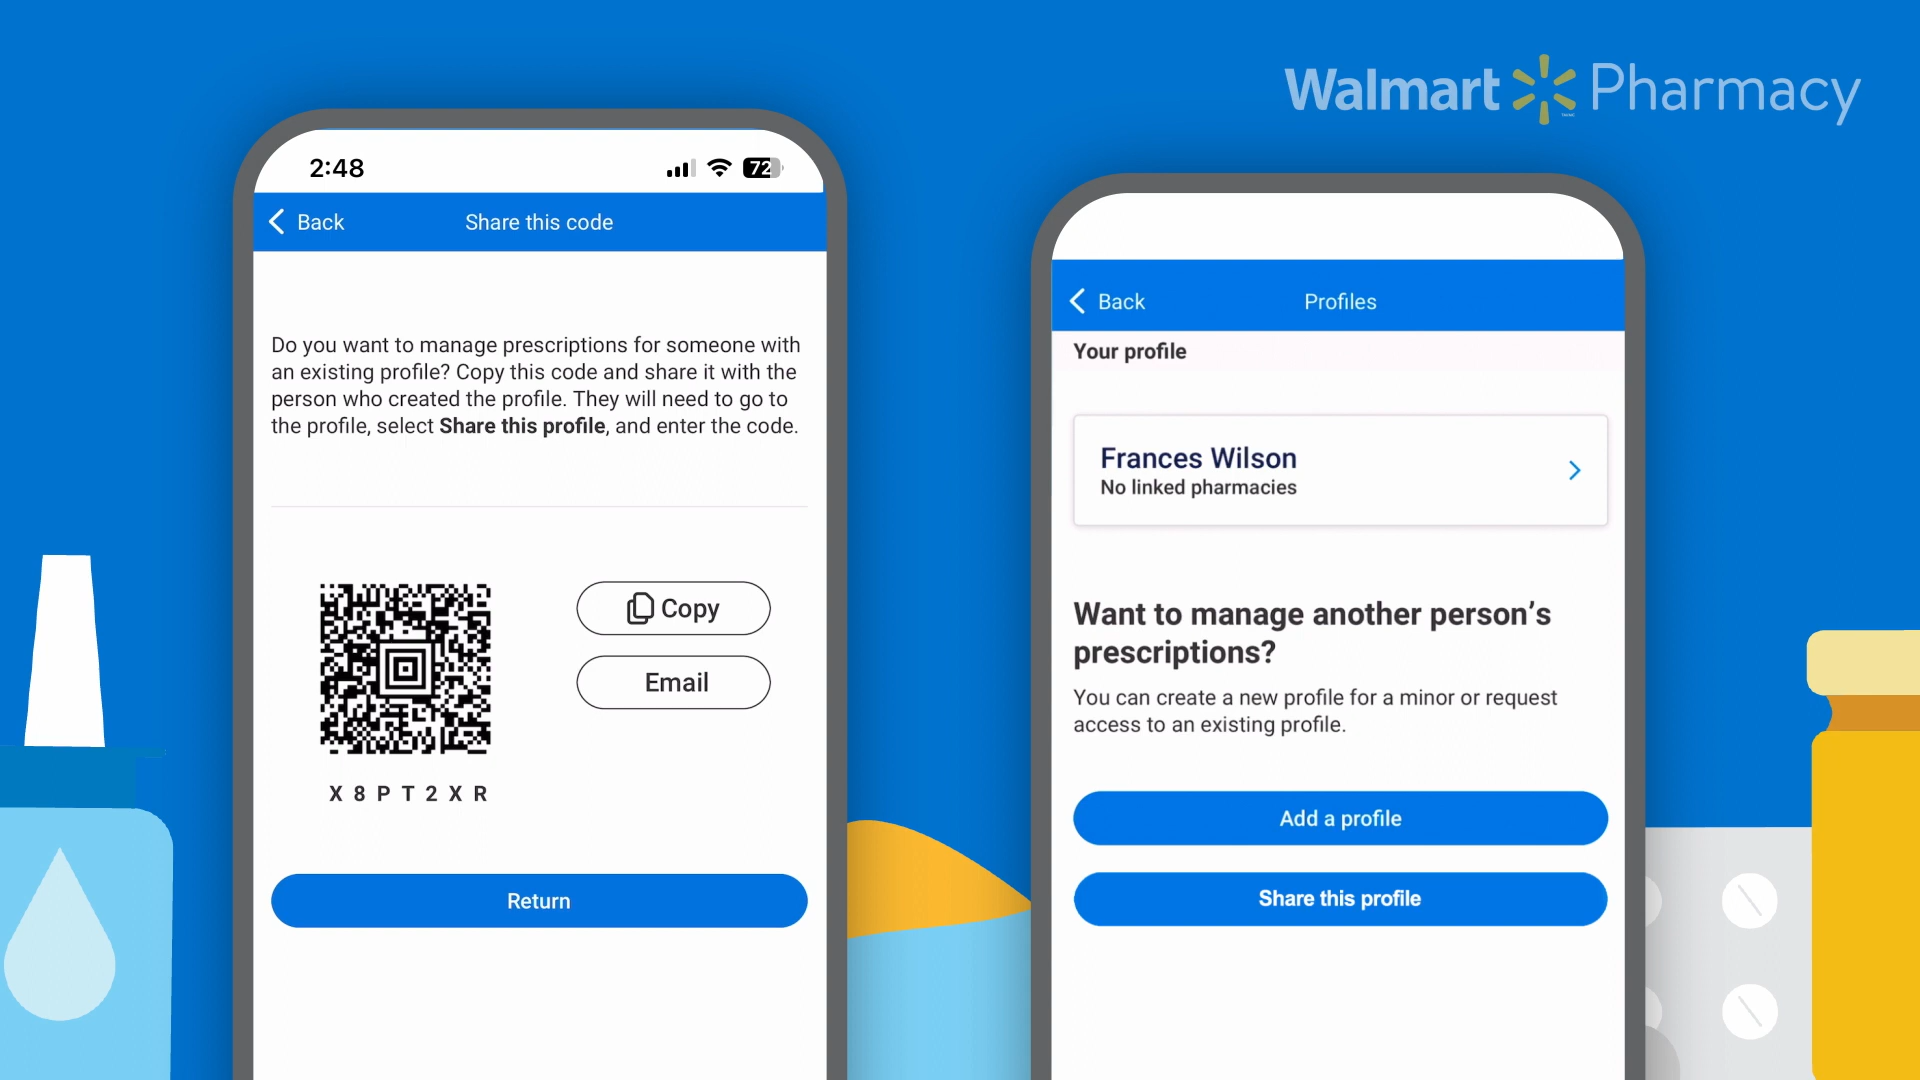 Walmart Pharmacy
2:48
72
Back
Share this code
Do you want to manage prescriptions for someone with
an existing profile? Copy this code and share it with the
person who created the profile. They will need to go to
the profile, select Share this profile, and enter the code.
Copy
Email
X8PT2XR
Return
Back
Profiles
Your profile
Frances Wilson
No linked pharmacies
Want to manage another person’s
prescriptions?
You can create a new profile for a minor or request
access to an existing profile.
Add a profile
Share this profile